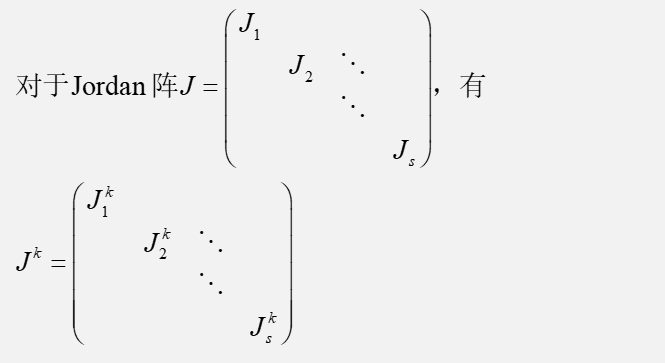 对于Jordan 阵 J = \begin{pmatrix} J_1 & & & \\ & J_2 & \ddots & \\ & & \ddots & \\ & & & J_s \end{pmatrix}，有
J^k = \begin{pmatrix} J_1^k & & & \\ & J_2^k & \ddots & \\ & & \ddots & \\ & & & J_s^k \end{pmatrix}